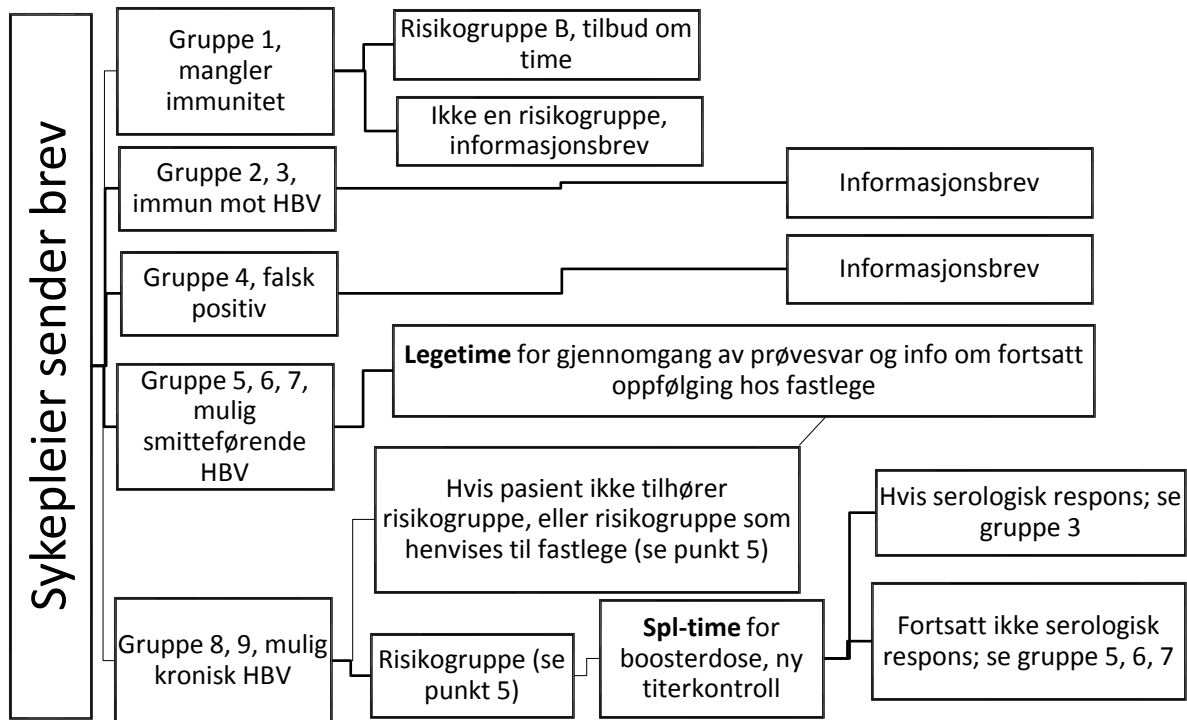 Sykepleier sender brev
Gruppe 1,
mangler
immunitet
Risikogruppe B, tilbud om
time
Ikke en risikogruppe,
informasjonsbrev
Gruppe 2, 3,
immun mot HBV
Informasjonsbrev
Gruppe 4, falsk
positiv
Informasjonsbrev
Gruppe 5, 6, 7,
mulig
smitteførende
HBV
Legetime for gjennomgang av prøvesvar og info om fortsatt
oppfølging hos fastlege
Gruppe 8, 9, mulig
kronisk HBV
Hvis pasient ikke tilhører
risikogruppe, eller risikogruppe som
henvises til fastlege (se punkt 5)
Risikogruppe (se
punkt 5)
Spl-time for
boosterdose, ny
titerkontroll
Hvis serologisk respons; se
gruppe 3
Fortsatt ikke serologisk
respons; se gruppe 5, 6, 7